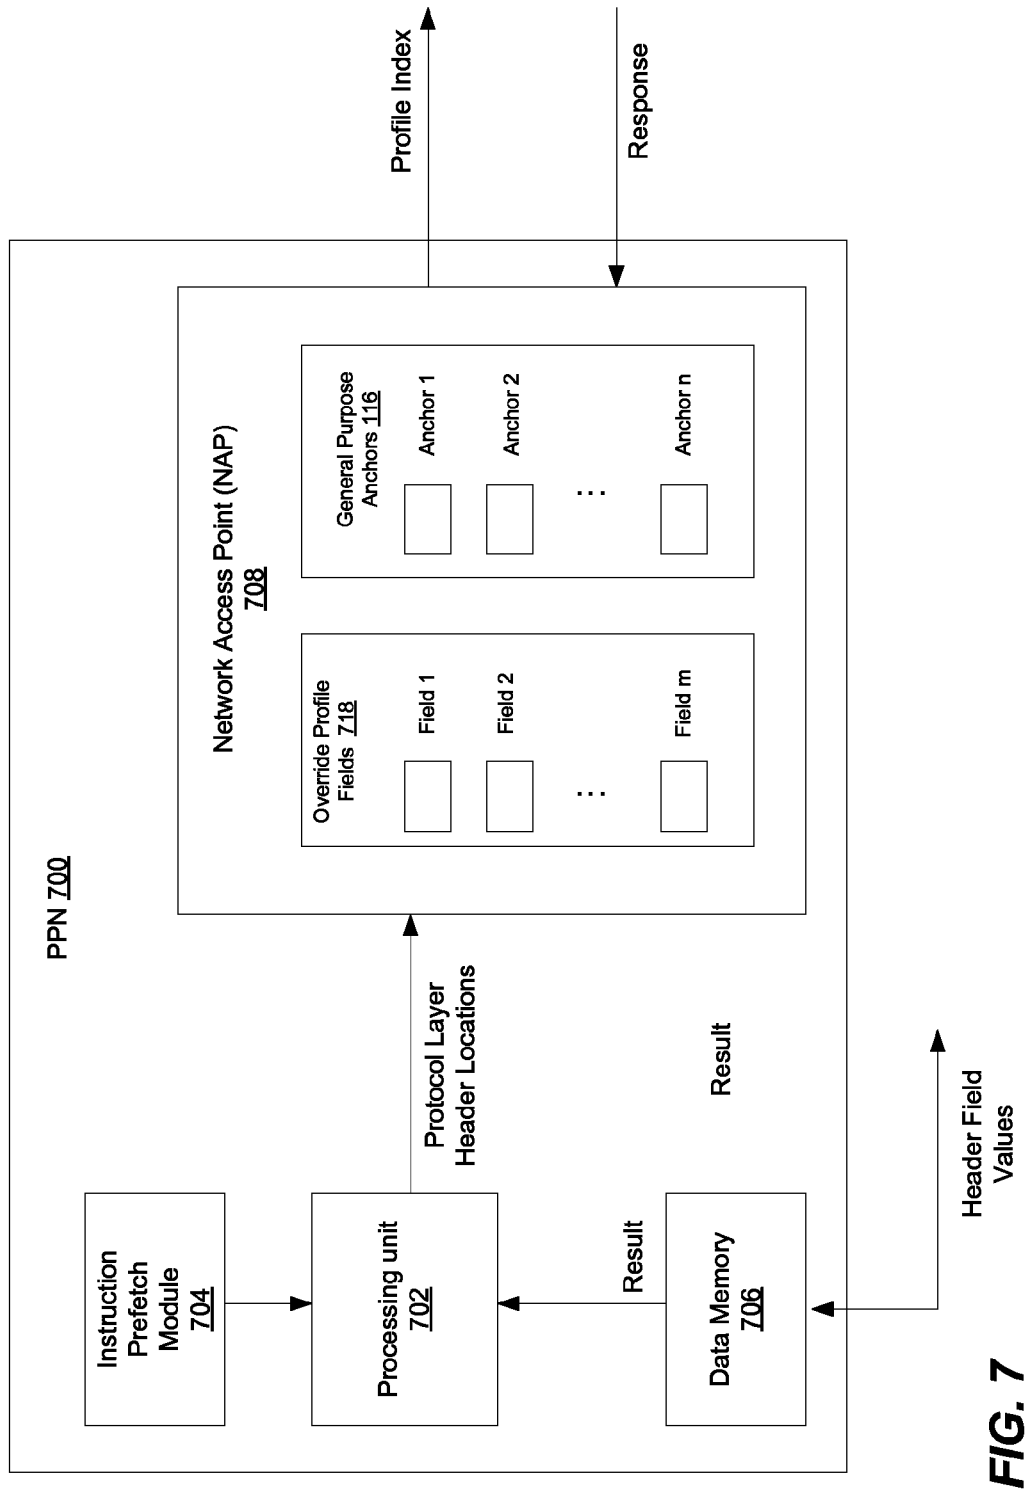 PPN 700
Instruction
Prefetch
Module
704
Processing unit
702
Result
Data Memory
706
Protocol Layer
Header Locations
Result
Header Field
Values
Network Access Point (NAP)
708
Override Profile
Fields 718
Field 1
Field 2
...
Field m
General Purpose
Anchors 116
Anchor 1
Anchor 2
...
Anchor n
Profile Index
Response
FIG. 7